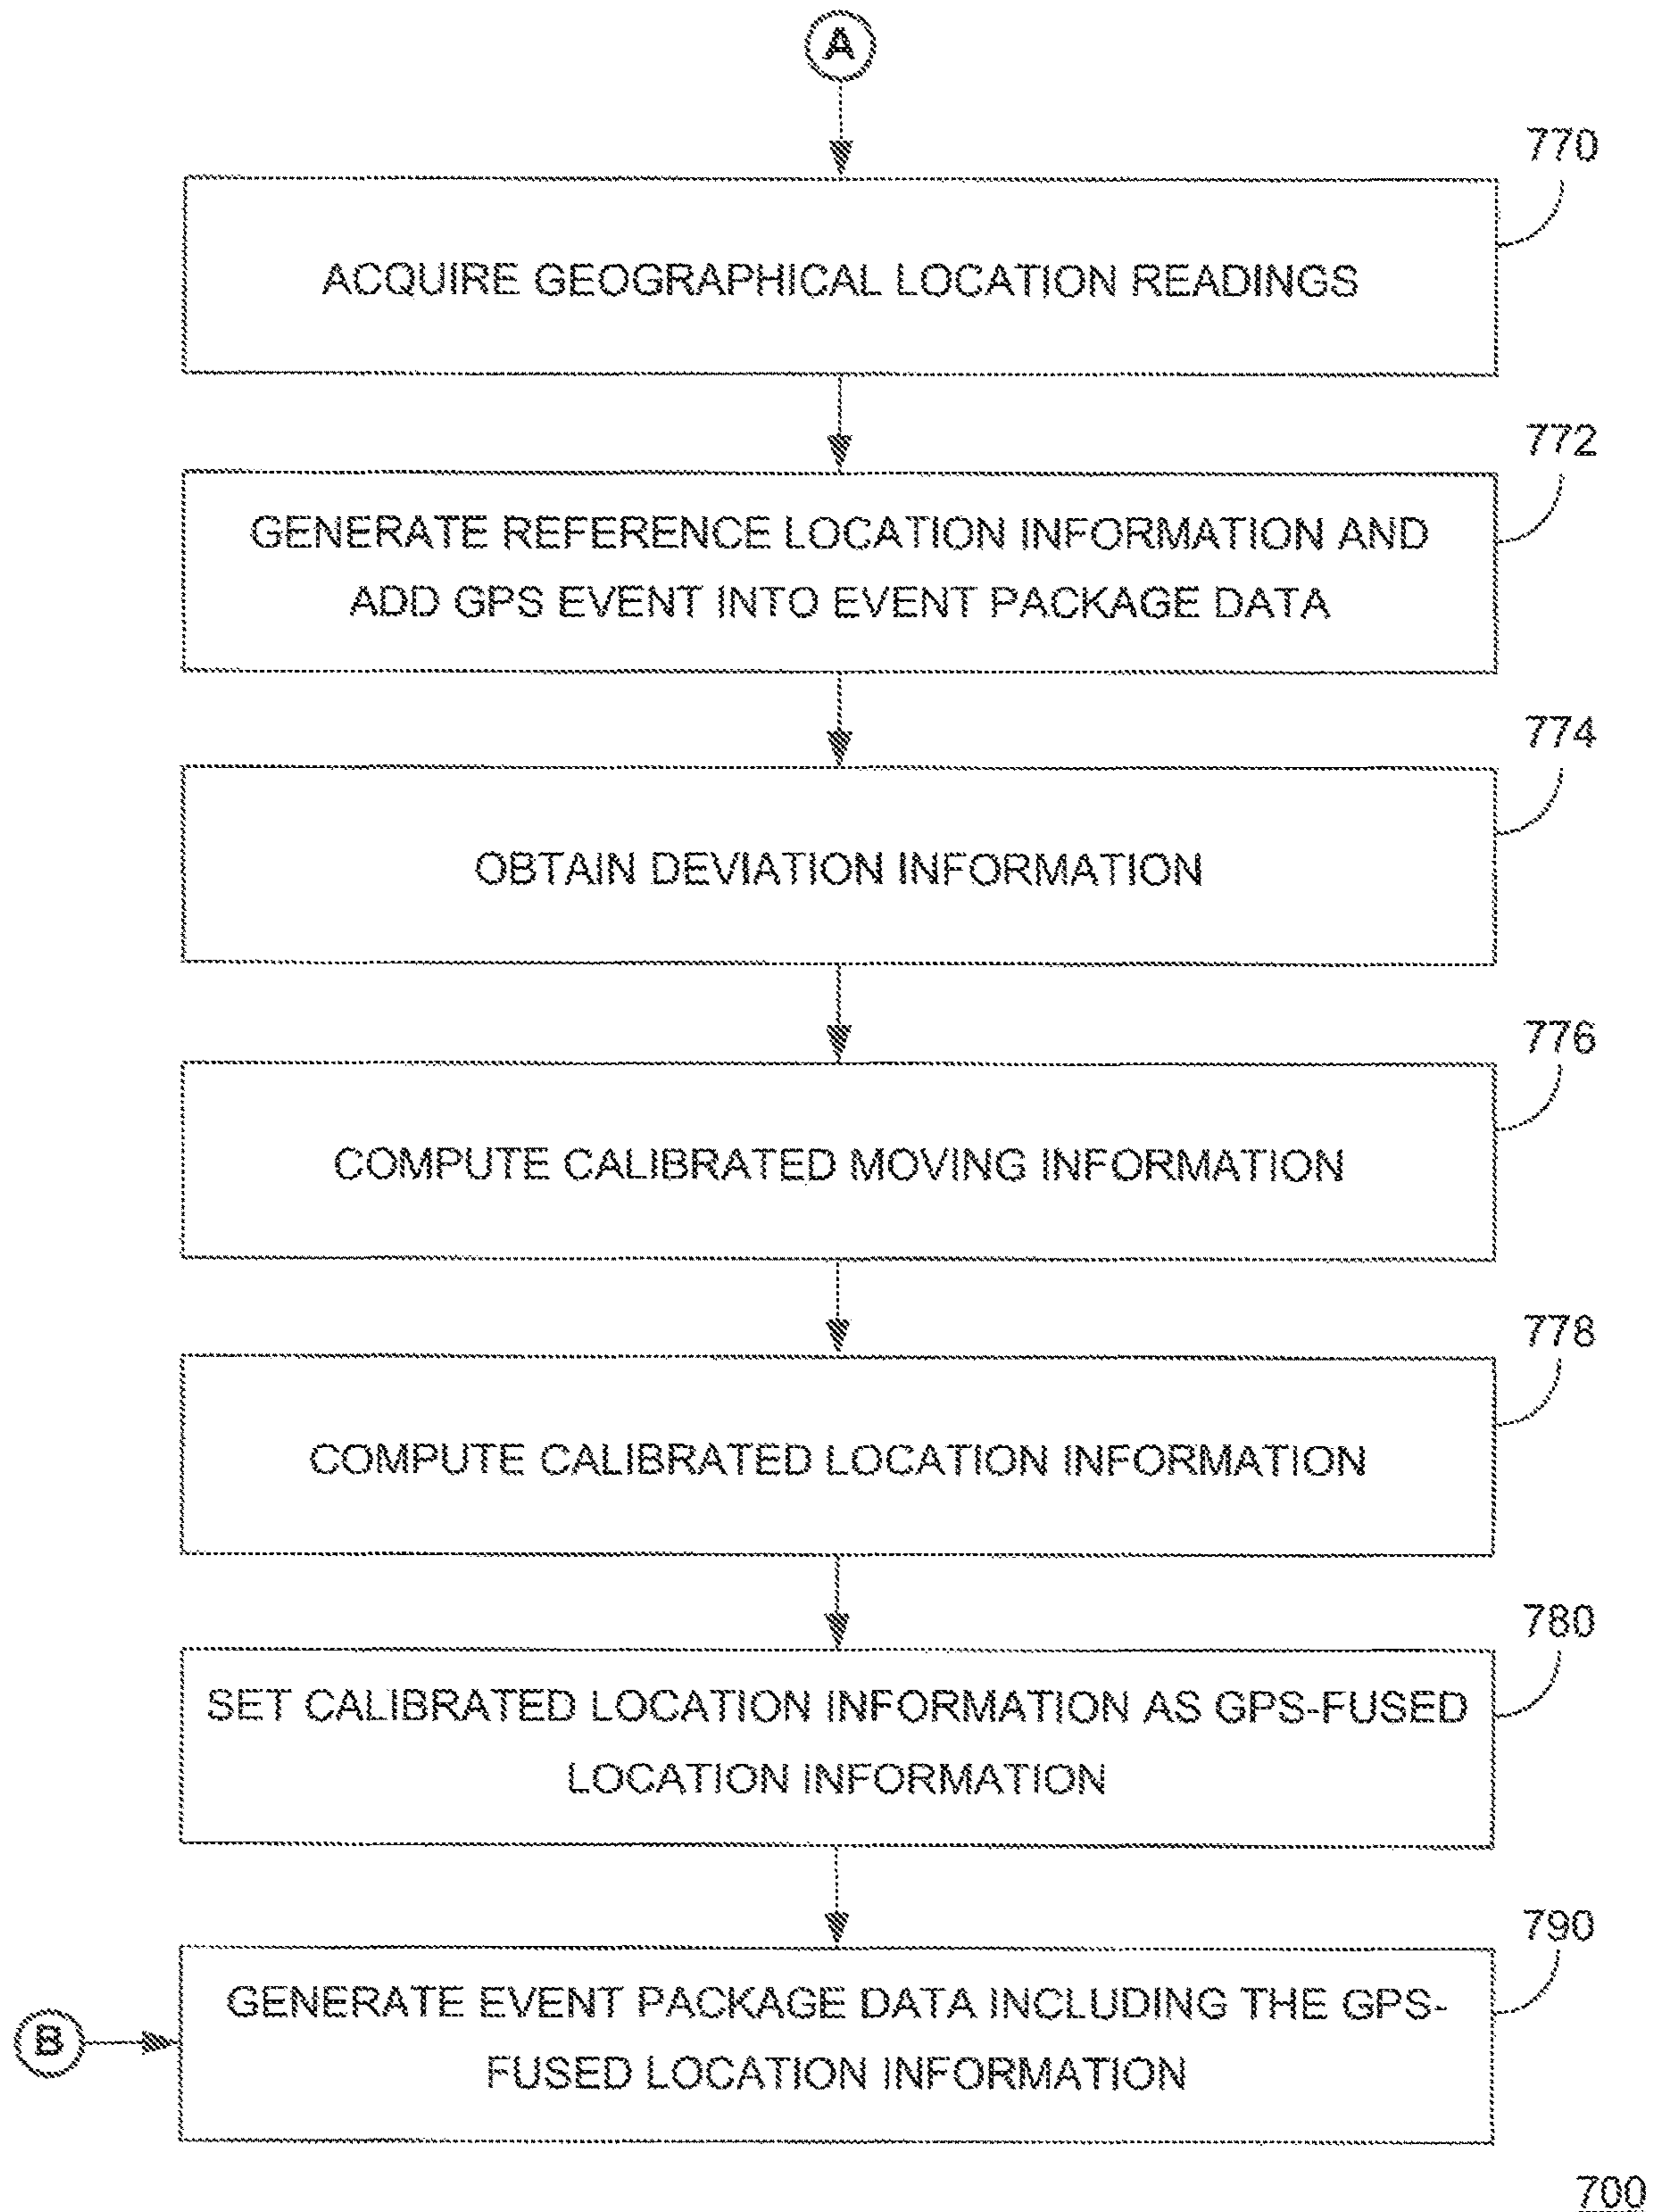 A
770
ACQUIRE GEOGRAPHICAL LOCATION READINGS
772
GENERATE REFERENCE LOCATION INFORMATION AND
ADD GPS EVENT INTO EVENT PACKAGE DATA
774
OBTAIN DEVIATION INFORMATION
776
COMPUTE CALIBRATED MOVING INFORMATION
778
COMPUTE CALIBRATED LOCATION INFORMATION
780
SET CALIBRATED LOCATION INFORMATION AS GPS-FUSED
LOCATION INFORMATION
790
GENERATE EVENT PACKAGE DATA INCLUDING THE GPS-
FUSED LOCATION INFORMATION
B
700